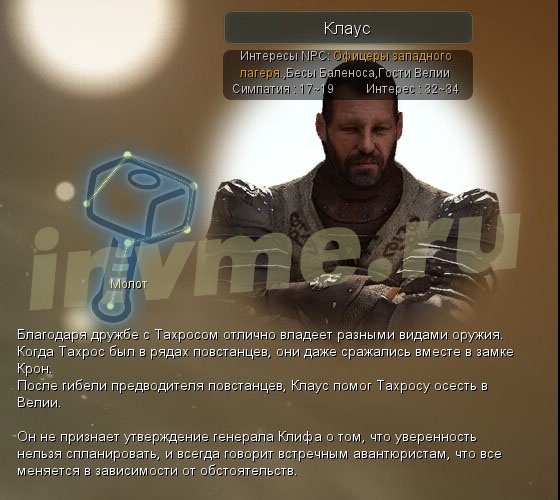 Клаус
Интересы NPC: Офицеры западного
лагеря ,Бесы Баленоса,Гости Велии
Симпатия : 17~19 Интерес : 32~34
invme.ru
Молот
Благодаря дружбе с Тахросом отлично владеет разными видами оружия.
Когда Тахрос был в рядах повстанцев, они даже сражались вместе в замке
Крон.
После гибели предводителя повстанцев, Клаус помог Тахросу осесть в
Велии.
Он не признает утверждение генерала Клифа о том, что уверенность
нельзя спланировать, и всегда говорит встречным авантюристам, что все
меняется в зависимости от обстоятельств.